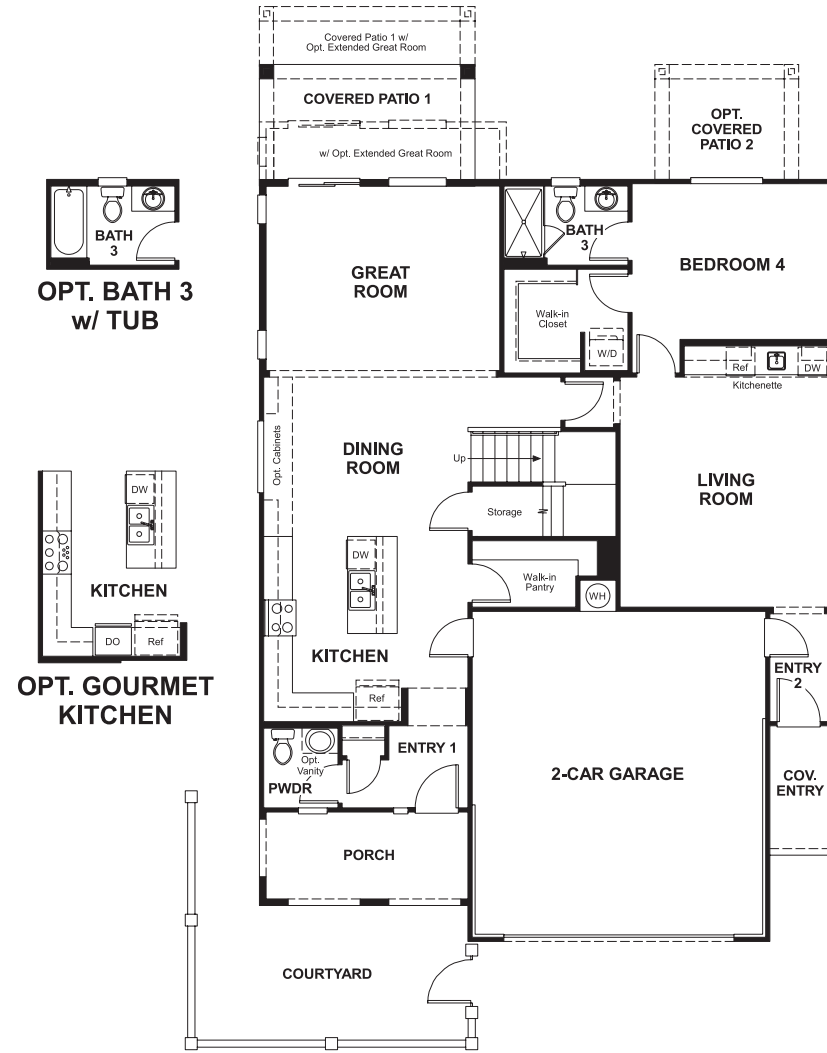 Covered Patio 1 w/
Opt. Extended Great Room
COVERED PATIO 1
w/ Opt. Extended Great Room
OPT.
COVERED
PATIO 2
BATH
3
OPT. BATH 3
w/ TUB
GREAT
ROOM
BATH
3
BEDROOM 4
Walk-in
Closet
W/D
Ref
DW
Kitchenette
Opt. Cabinets
DINING
ROOM
Up
Storage
LIVING
ROOM
DW
KITCHEN
DO
Ref
OPT. GOURMET
KITCHEN
DW
Walk-in
Pantry
WH
KITCHEN
Ref
ENTRY
2
Opt.
Vanity
PWDR
ENTRY 1
2-CAR GARAGE
COV.
ENTRY
PORCH
COURTYARD